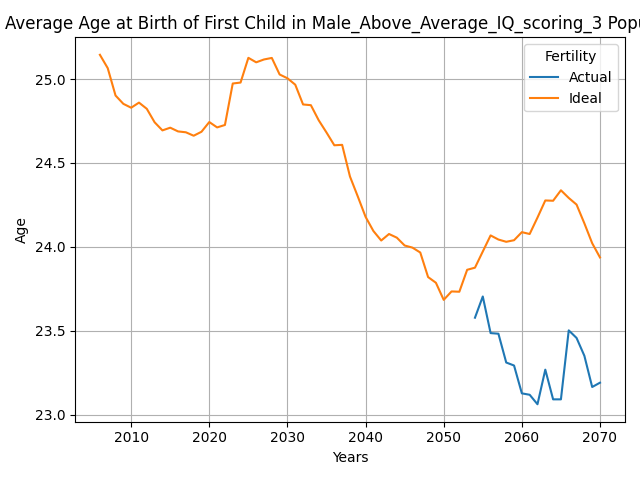 Average Age at Birth of First Child in Male_Above_Average_IQ_scoring_3 Popu
Fertility
Actual
Ideal
25.0
24.5
24.0
23.5
23.0
Age
2010 2020 2030 2040 2050 2060 2070
Years